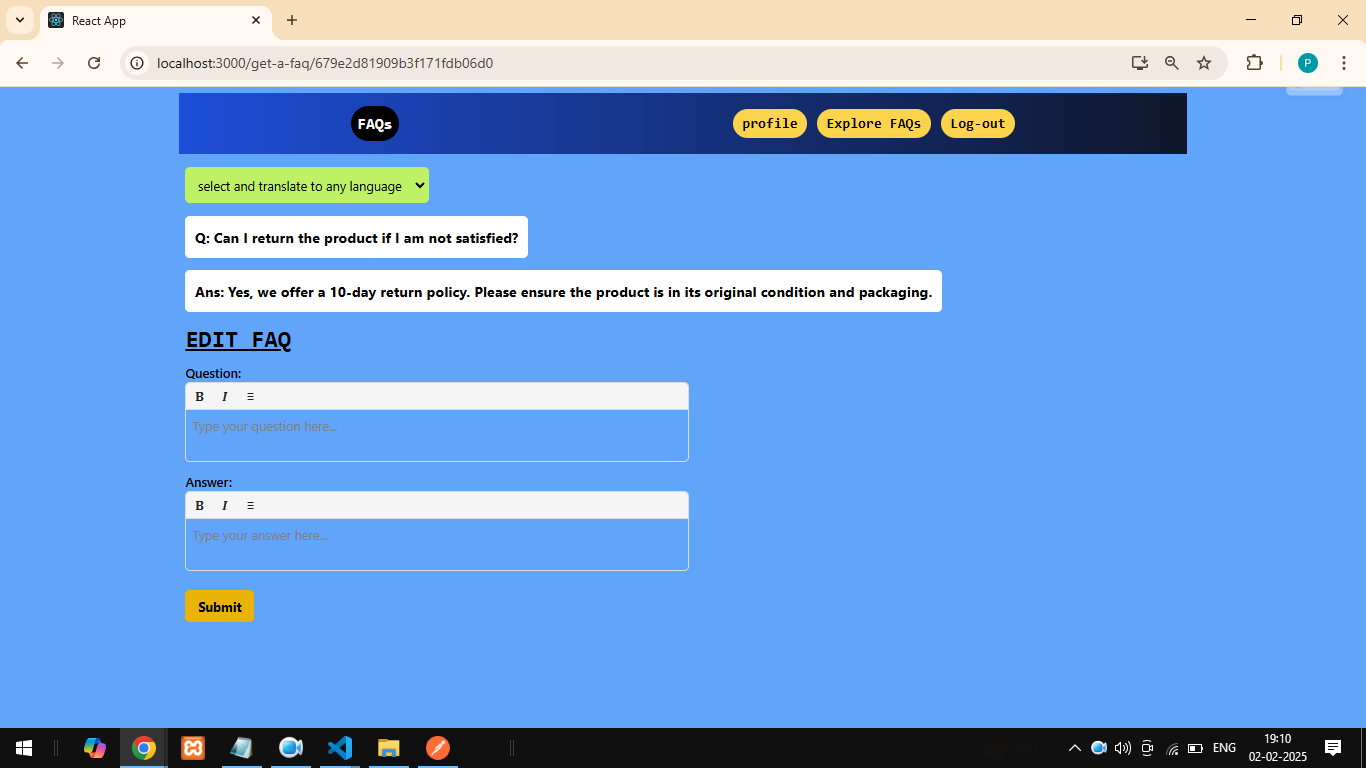 React App
localhost:3000/get-a-faq/679e2d81909b3f171fdb06d0
P
FAQs
profile
Explore FAQs
Log-out
select and translate to any language
Q: Can I return the product if I am not satisfied?
Ans: Yes, we offer a 10-day return policy. Please ensure the product is in its original condition and packaging.
EDIT FAQ
Question:
B I
Type your question here...
Answer:
B I
Type your answer here...
Submit
ENG
19:10
02-02-2025